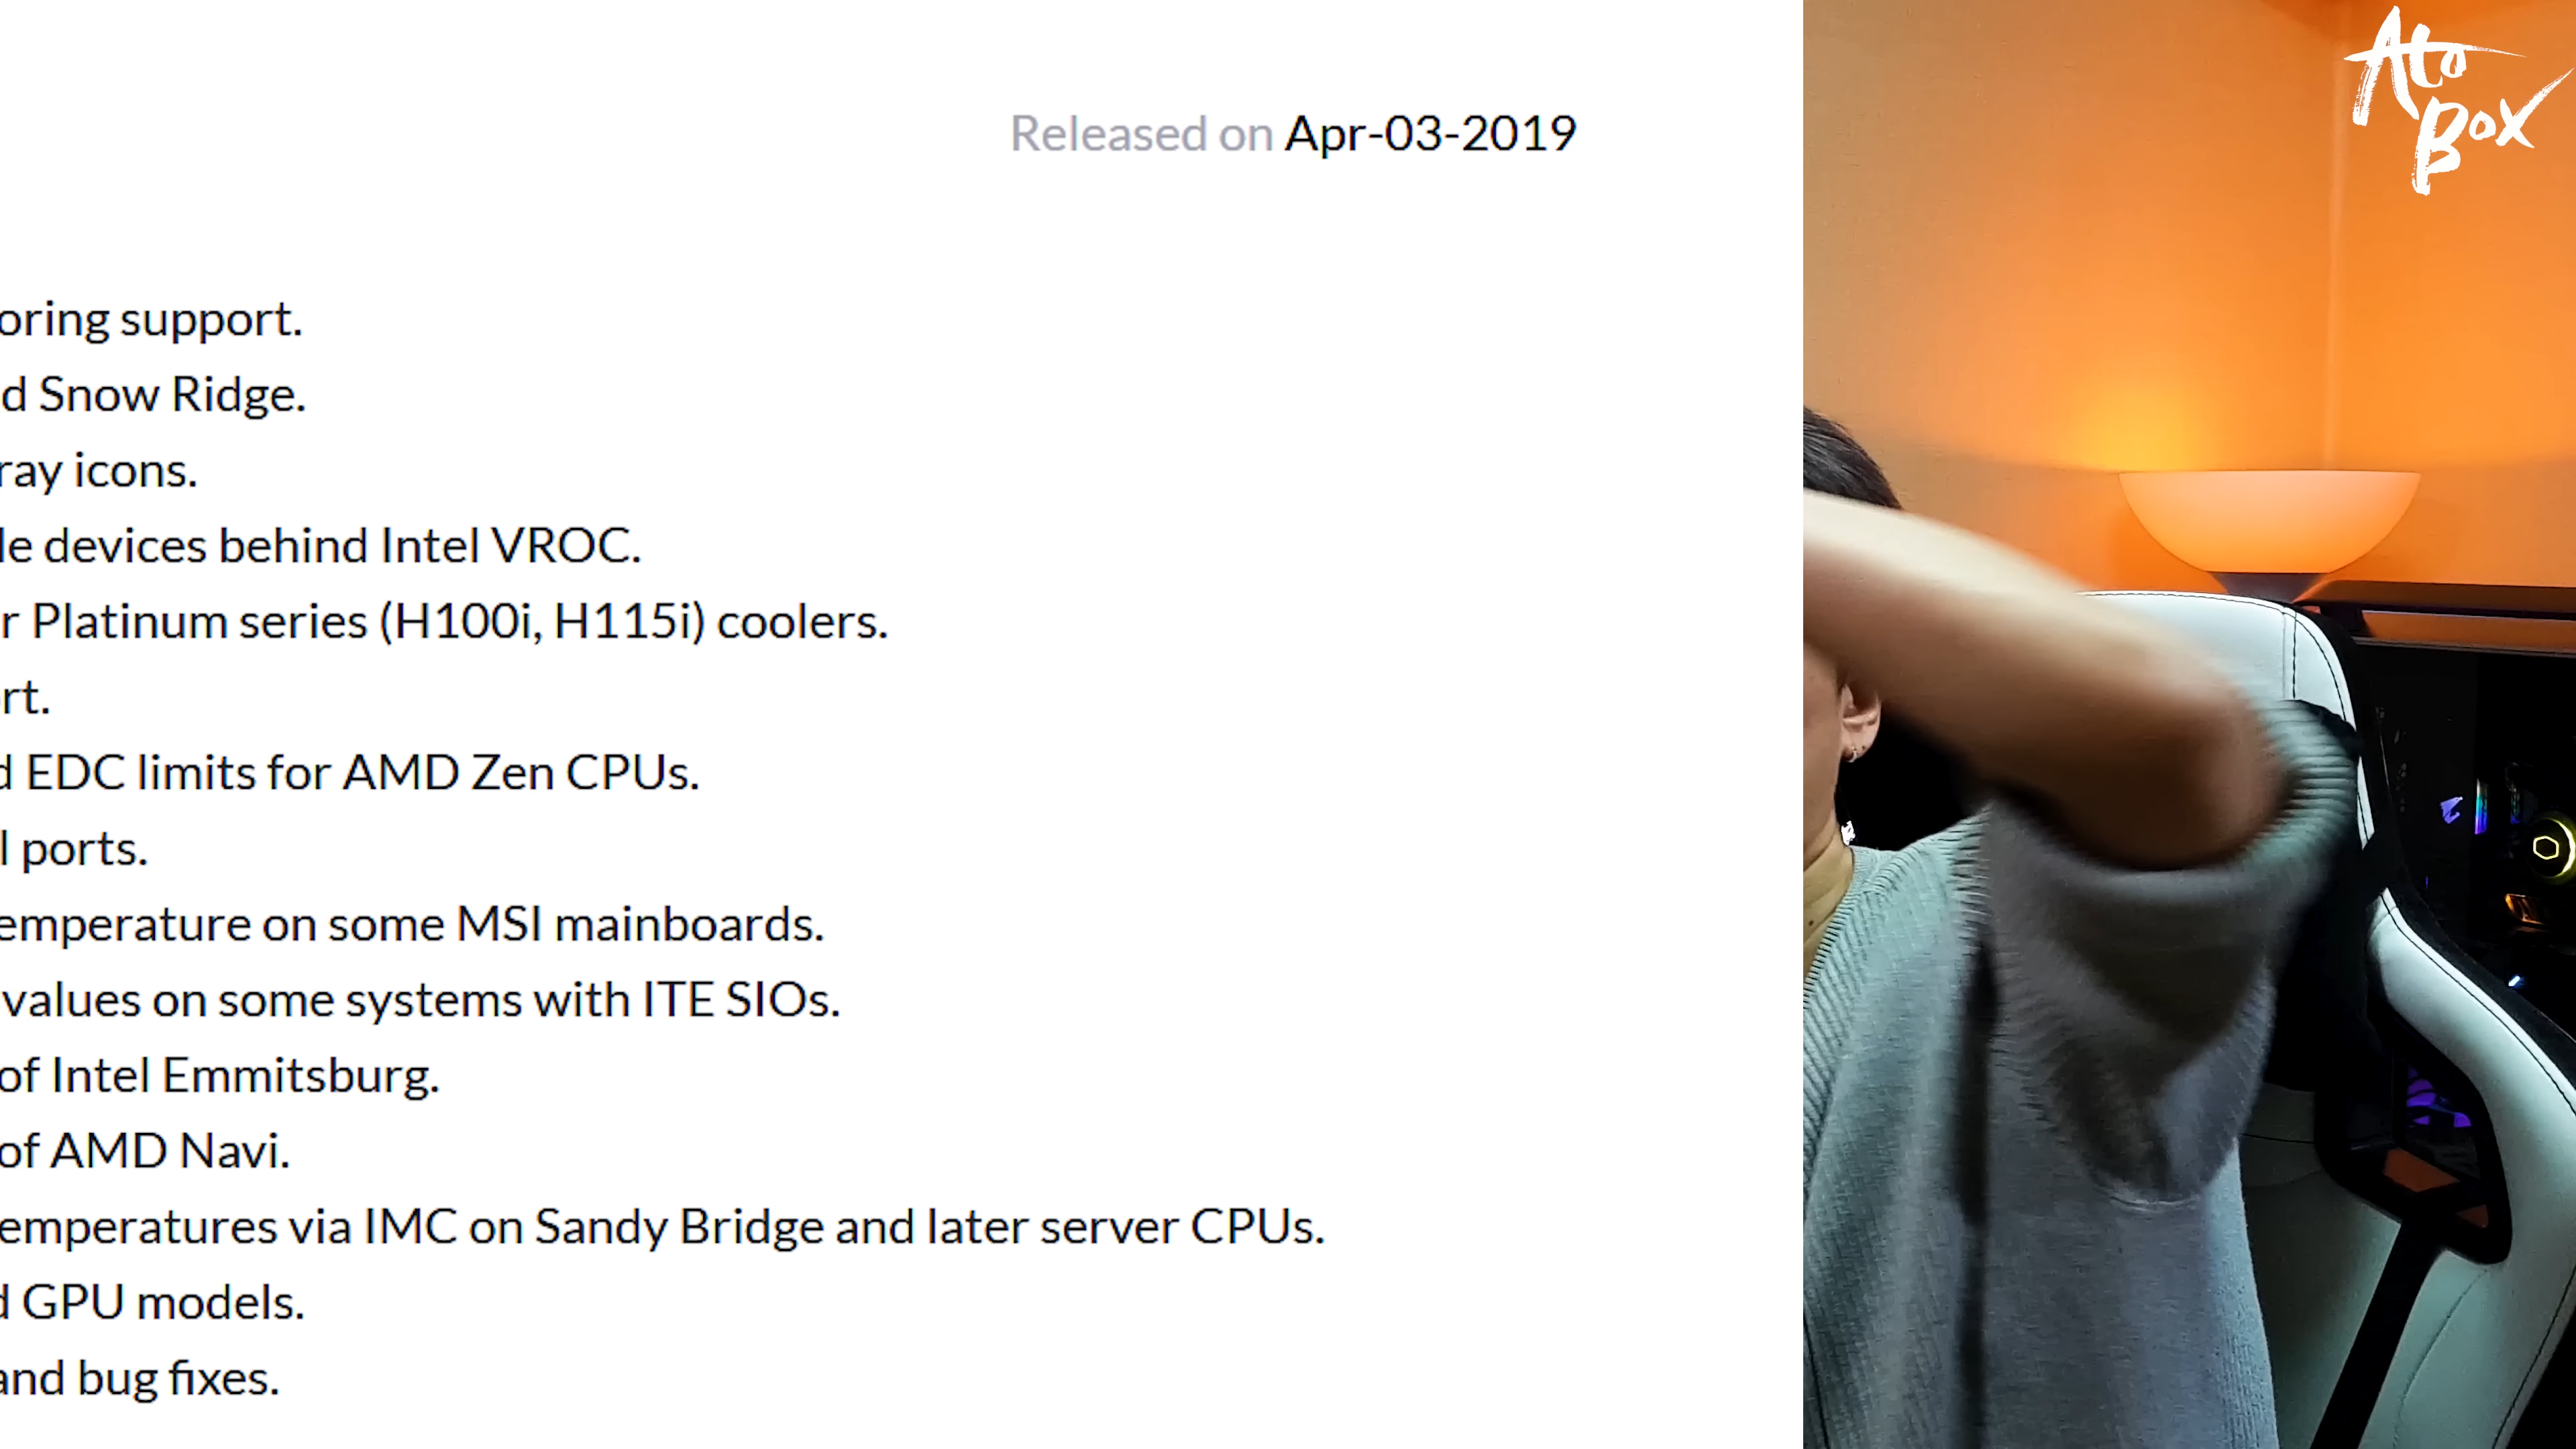 Ato
Box
Released on Apr-03-2019
oring support.
d Snow Ridge.
ray icons.
le devices behind Intel VROC.
r Platinum series (H100i, H115i) coolers.
rt.
d EDC limits for AMD Zen CPUs.
l ports.
emperature on some MSI mainboards.
values on some systems with ITE SIOs.
of Intel Emmitsburg.
of AMD Navi.
emperatures via IMC on Sandy Bridge and later server CPUs.
d GPU models.
and bug fixes.